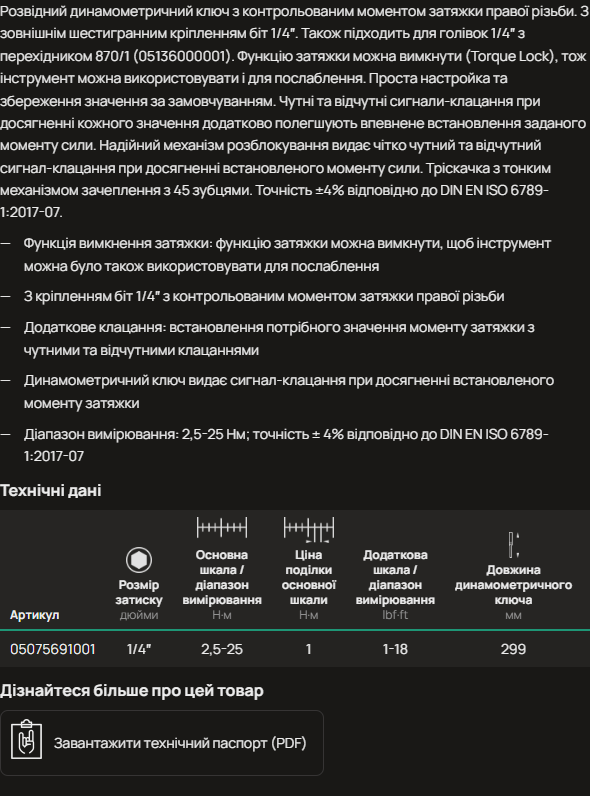 Розвідний динамометричний ключ з контрольованим моментом затяжки правої різьби. З
зовнішнім шестигранним кріпленням біт 1/4″. Також підходить для голівок 1/4″ з
перехідником 870/1 (05136000001). Функцію затяжки можна вимкнути (Torque Lock), тож
інструмент можна використовувати і для послаблення. Проста настройка та
збереження значення за замовчуванням. Чутні та відчутні сигнали-клацання при
досягненні кожного значення додатково полегшують впевнене встановлення заданого
моменту сили. Надійний механізм розблокування видає чітко чутний та відчутний
сигнал-клацання при досягненні встановленого моменту сили. Тріскачка з тонким
механізмом зачеплення з 45 зубцями. Точність ±4% відповідно до DIN EN ISO 6789-
1:2017-07.
— Функція вимкнення затяжки: функцію затяжки можна вимкнути, щоб інструмент
можна було також використовувати для послаблення
— З кріпленням біт 1/4″ з контрольованим моментом затяжки правої різьби
— Додаткове клацання: встановлення потрібного значення моменту затяжки з
чутними та відчутними клацаннями
— Динамометричний ключ видає сигнал-клацання при досягненні встановленого
моменту затяжки
— Діапазон вимірювання: 2,5-25 Нм; точність ± 4% відповідно до DIN EN ISO 6789-
1:2017-07
Технічні дані
Артикул
Розмір
затиску
дюйми
Основна
шкала /
діапазон
вимірювання
Н·м
Ціна
поділки
основної
шкали
Н·м
Додаткова
шкала /
діапазон
вимірювання
lbf·ft
Довжина
динамометричного
ключа
мм
05075691001 1/4″ 2,5-25 1 1-18 299
Дізнайтеся більше про цей товар
Завантажити технічний паспорт (PDF)